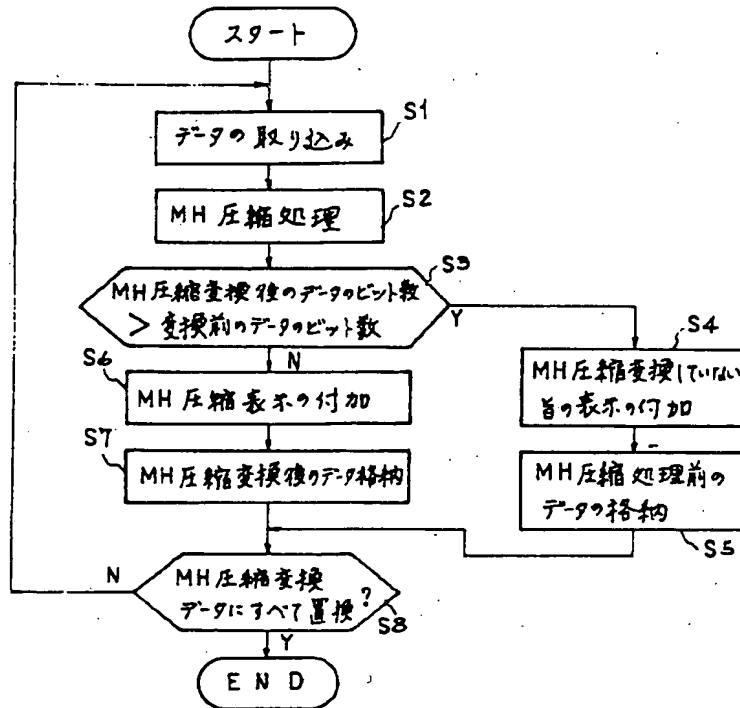 スタート
データの取り込み
S1
MH圧縮処理
S2
MH圧縮変換後のデータのビット数
> 変換前のデータのビット数
S3
Y
N
S4
MH圧縮変換していない
旨の表示の付加
S6
MH圧縮表示の付加
S7
MH圧縮変換後のデータ格納
MH圧縮処理前の
データの格納
S5
N
MH圧縮変換
データにすべて置換?
S8
Y
END